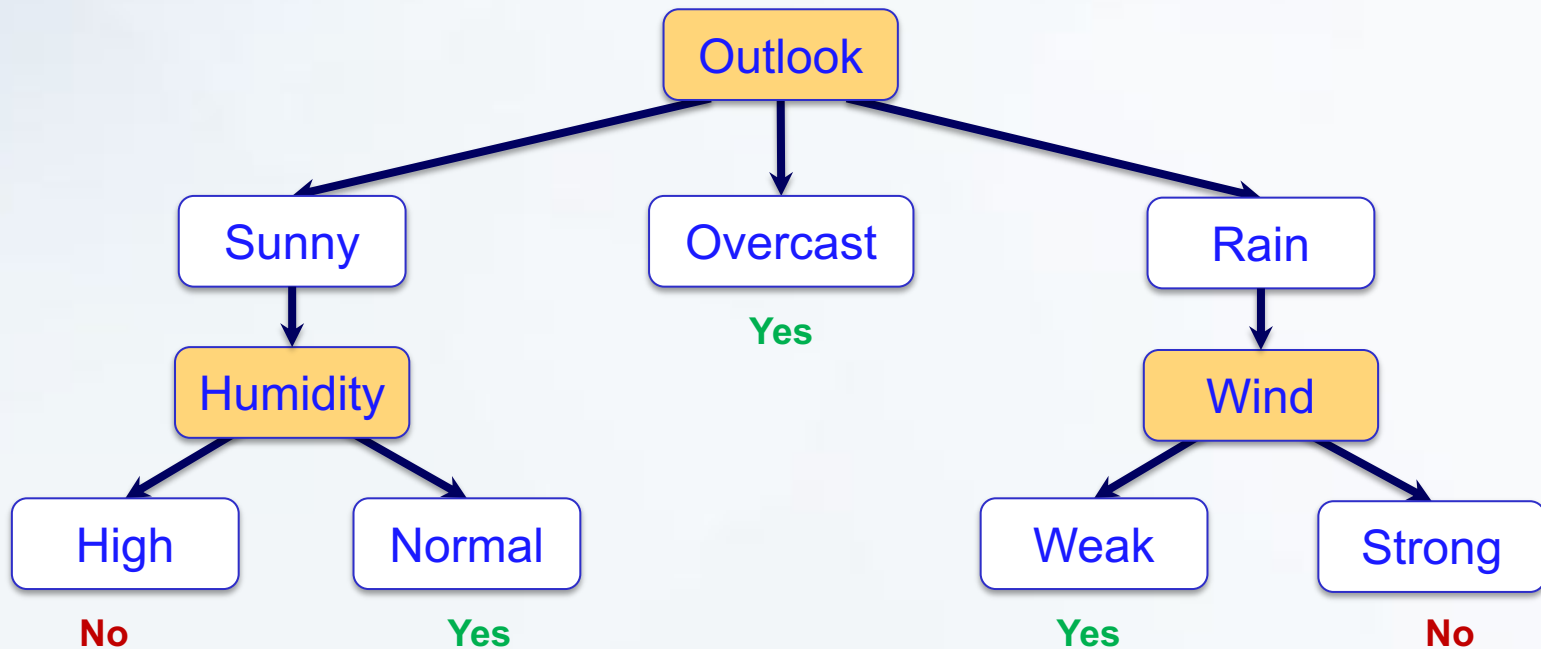 Outlook
Sunny
Overcast
Rain
Yes
Humidity
Wind
High
Normal
Weak
Strong
No
Yes
Yes
No